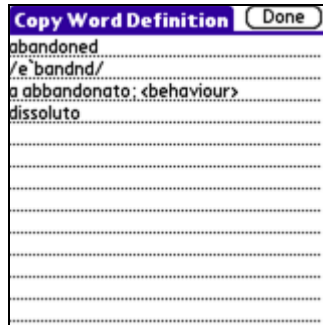 Copy Word Definition Done
abandoned
/e`bandnd/
a abbandonato; <behaviour>
dissoluto